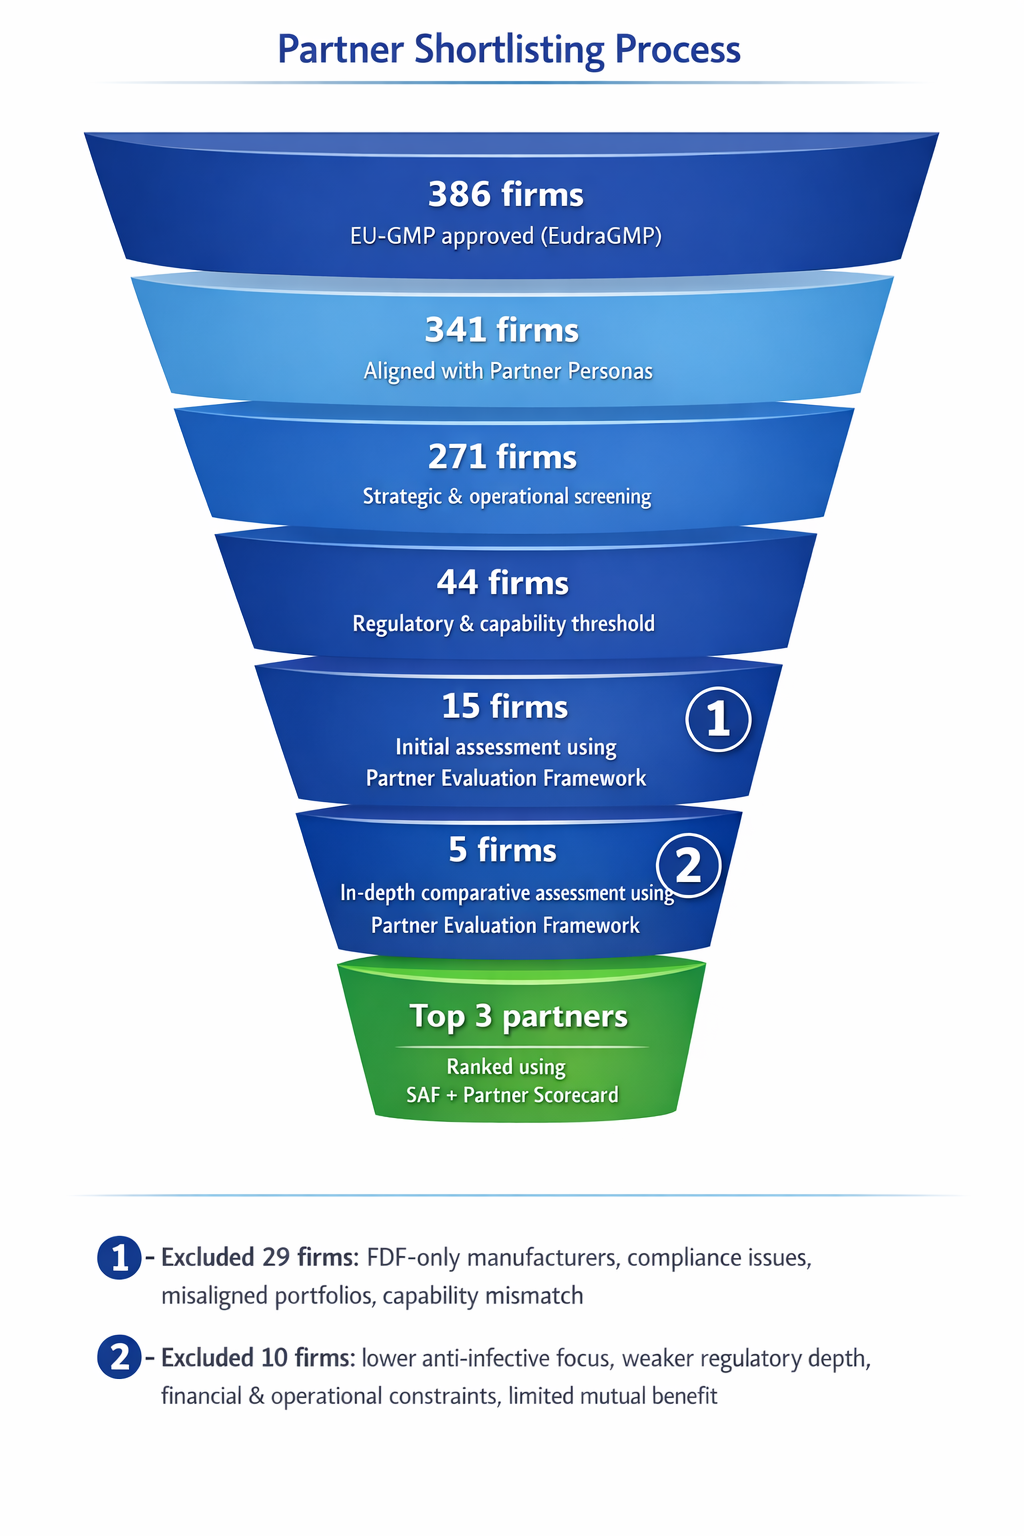 Partner Shortlisting Process
386 firms
EU-GMP approved (EudraGMP)
341 firms
Aligned with Partner Personas
271 firms
Strategic & operational screening
44 firms
Regulatory & capability threshold
15 firms
1
Initial assessment using
Partner Evaluation Framework
5 firms
2
In-depth comparative assessment using
Partner Evaluation Framework
Top 3 partners
Ranked using
SAF + Partner Scorecard
1 - Excluded 29 firms: FDF-only manufacturers, compliance issues,
misaligned portfolios, capability mismatch
2 - Excluded 10 firms: lower anti-infective focus, weaker regulatory depth,
financial & operational constraints, limited mutual benefit